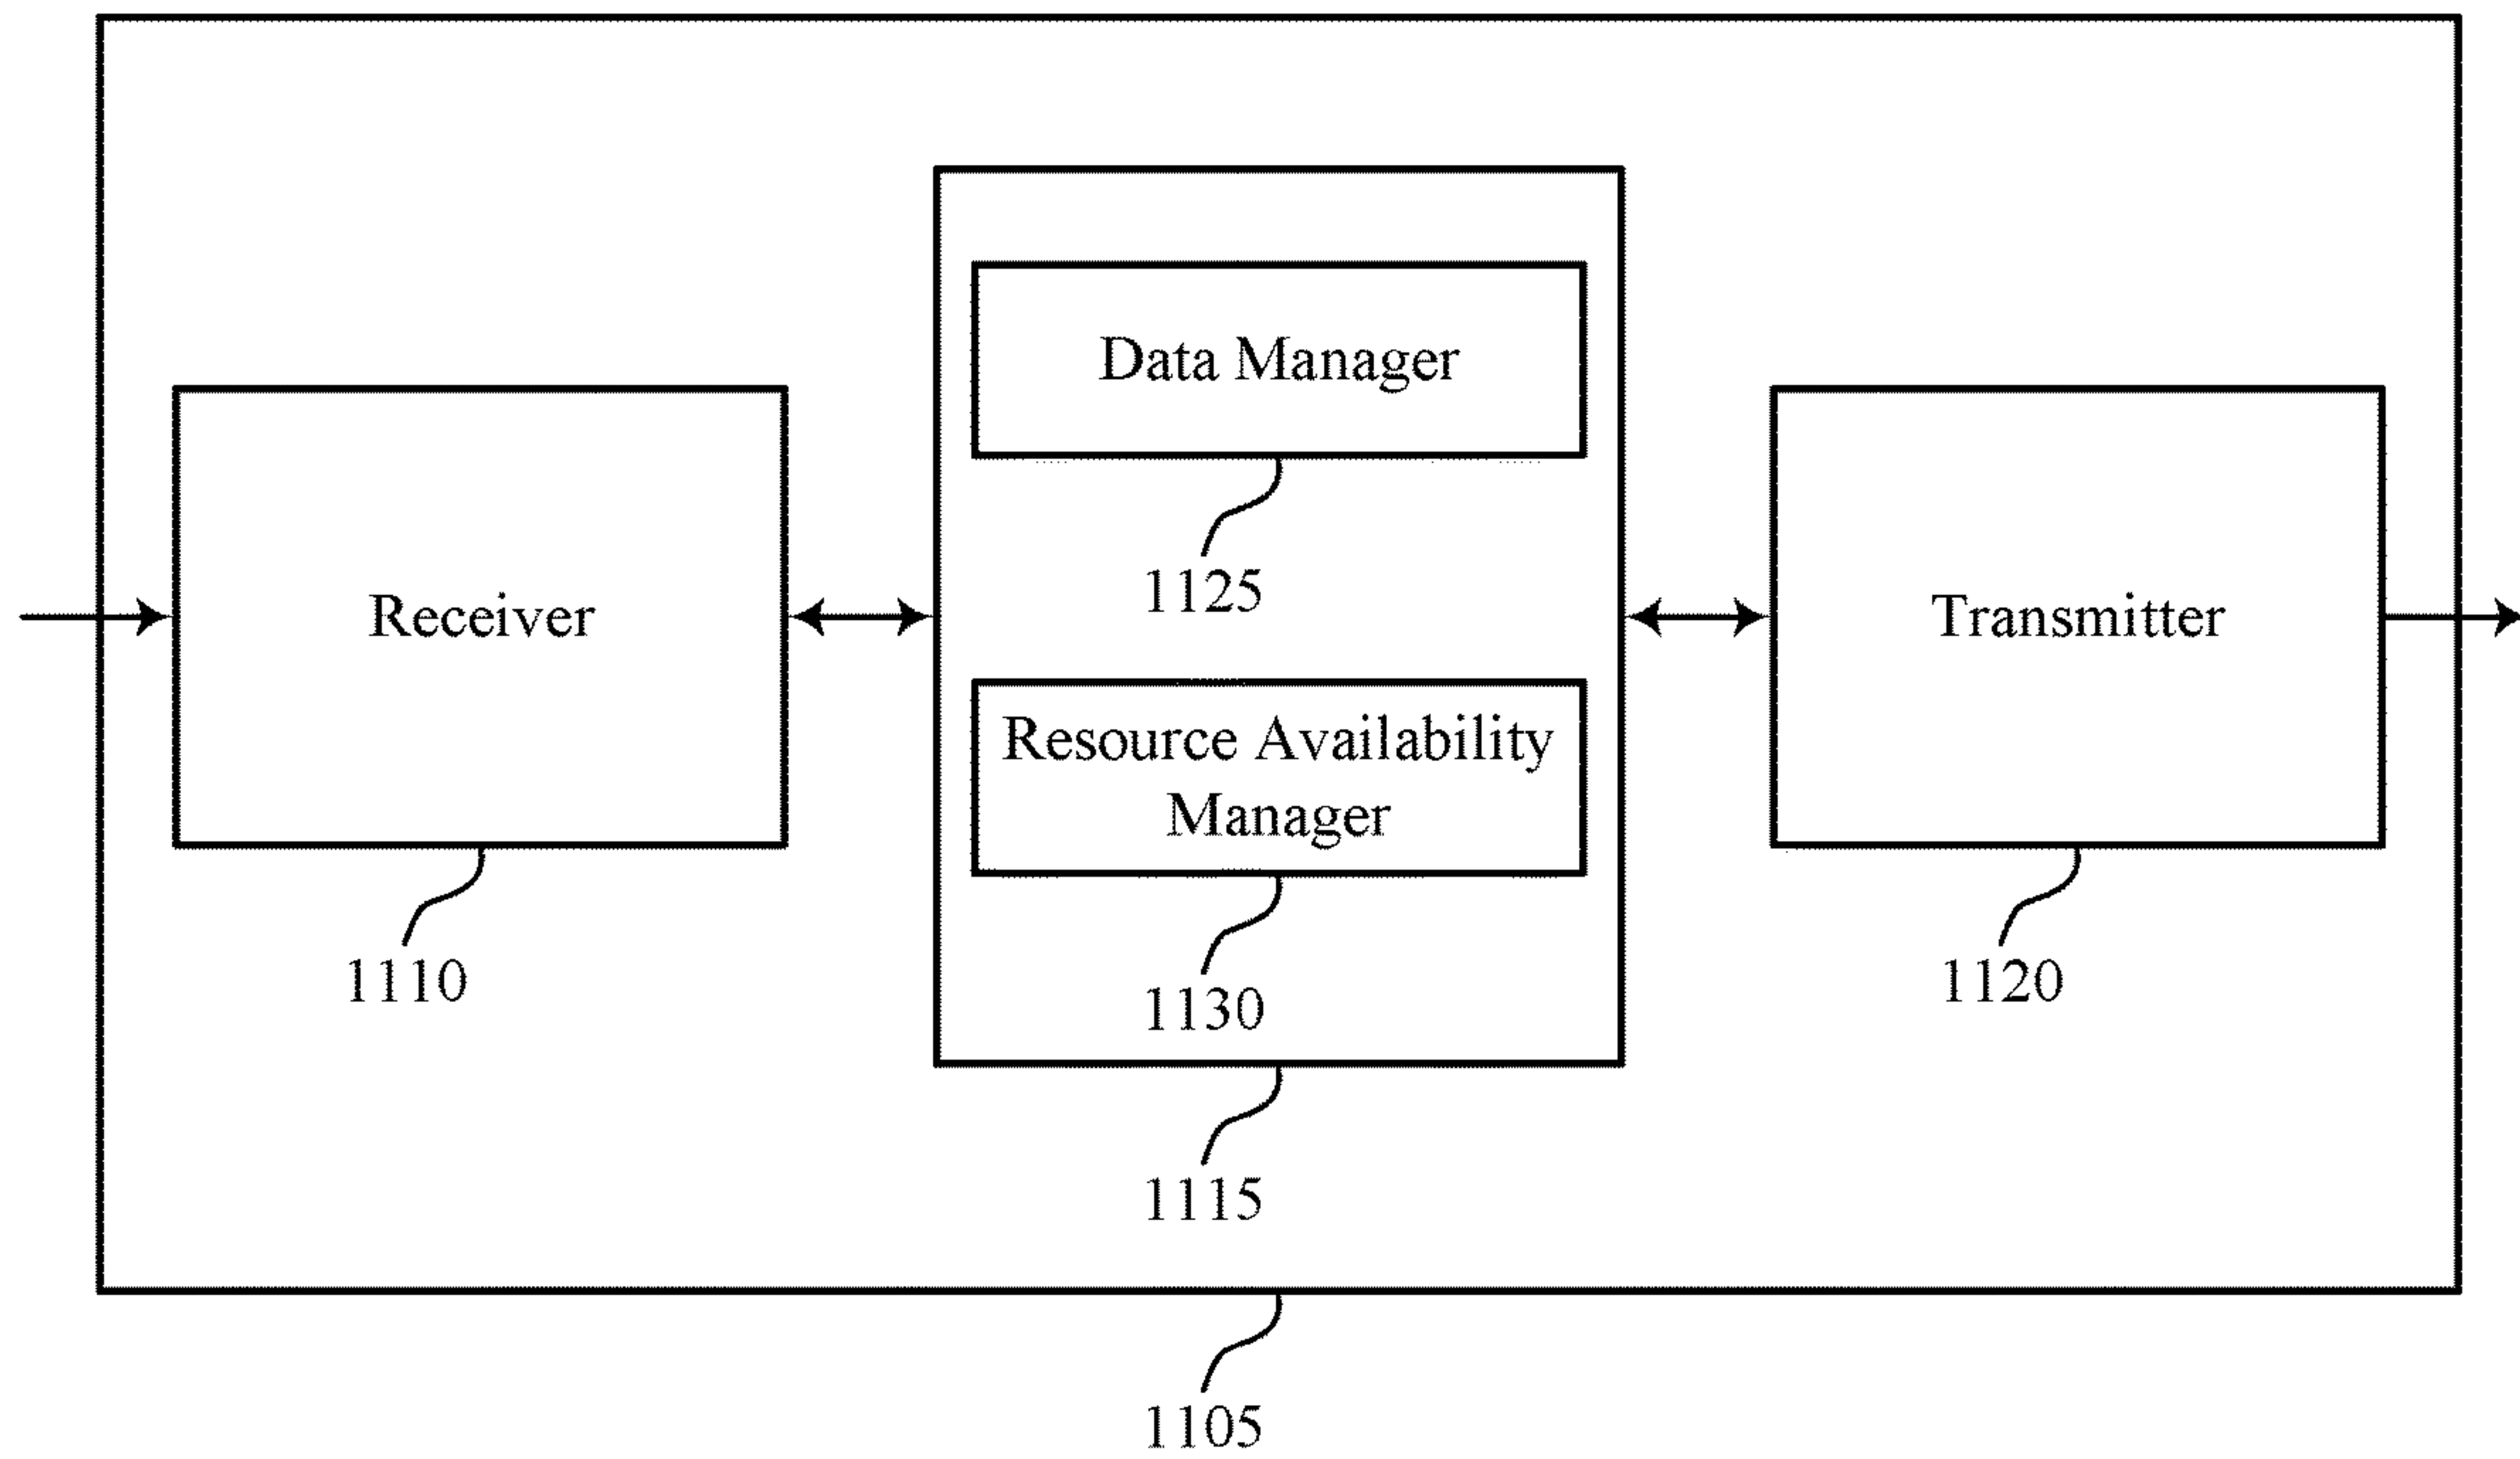 Data Manager
1125
Receiver
Transmitter
Resource Availability
Manager
1110
1130
1120
1115
1105